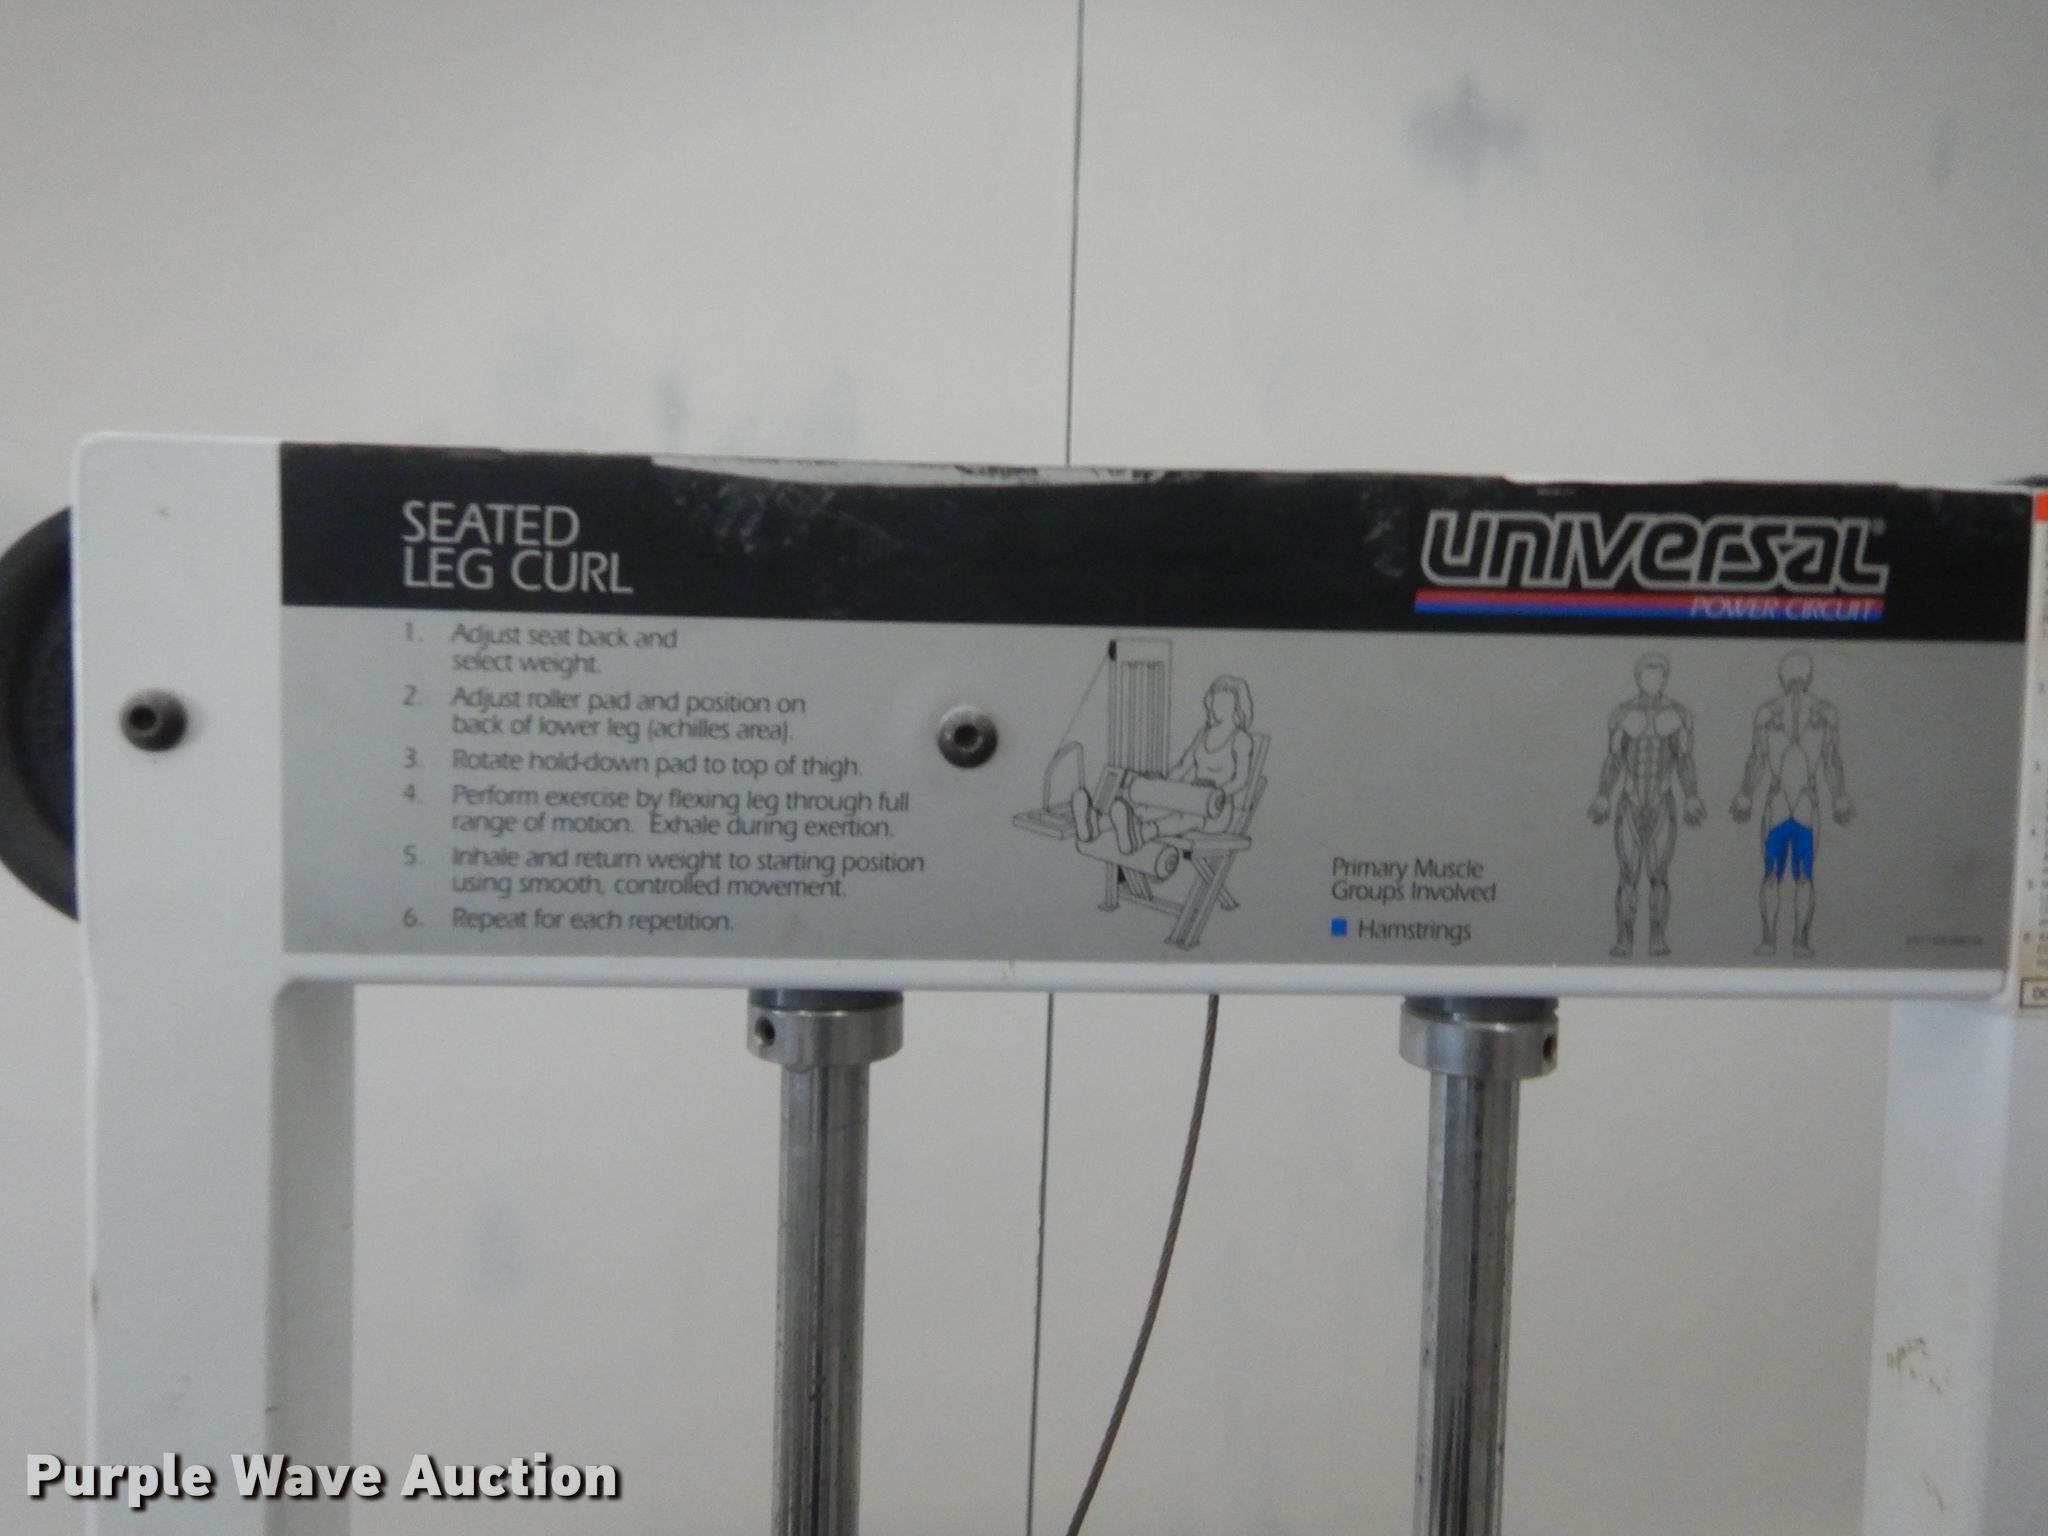 SEATED
LEG CURL
UNIVERSAL®
POWER CIRCUIT
1. Adjust seat back and
select weight.
2. Adjust roller pad and position on
back of lower leg (achilles area).
3. Rotate hold-down pad to top of thigh.
4. Perform exercise by flexing leg through full
range of motion. Exhale during exertion.
5. Inhale and return weight to starting position
using smooth, controlled movement.
6. Repeat for each repetition.
Primary Muscle
Groups Involved
Hamstrings
Purple Wave Auction